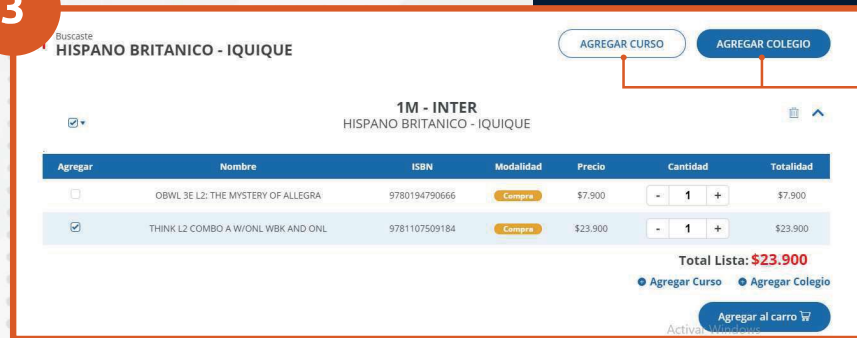 3
Buscaste
HISPANO BRITANICO - IQUIQUE
AGREGAR CURSO
AGREGAR COLEGIO
1M - INTER
HISPANO BRITANICO - IQUIQUE
Agregar Nombre ISBN Modalidad Precio Cantidad Totalidad
OBWL 3E L2: THE MYSTERY OF ALLEGRA 9780194790666 Compra $7.900 - 1 + $7.900
THINK L2 COMBO A W/ONL WBK AND ONL 9781107509184 Compra $23.900 - 1 + $23.900
Total Lista: $23.900
Agregar Curso Agregar Colegio
Agregar al carro
Activar Windows